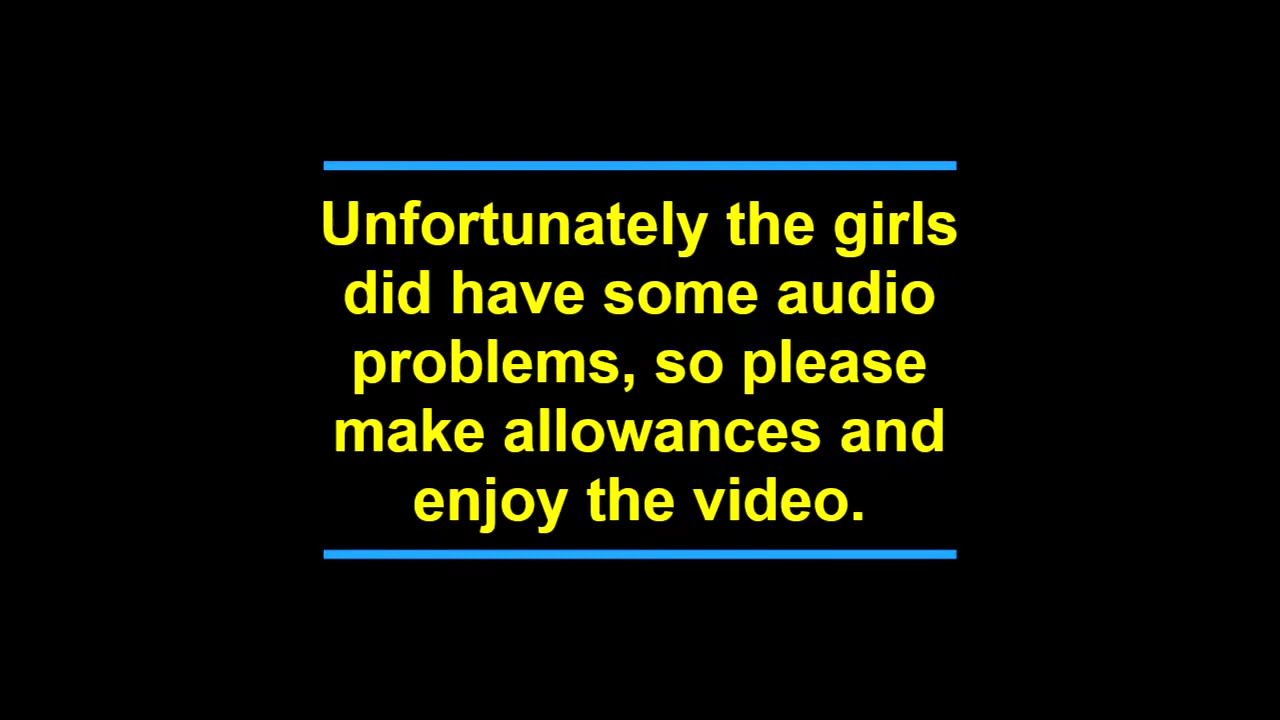 Unfortunately the girls
did have some audio
problems, so please
make allowances and
enjoy the video.